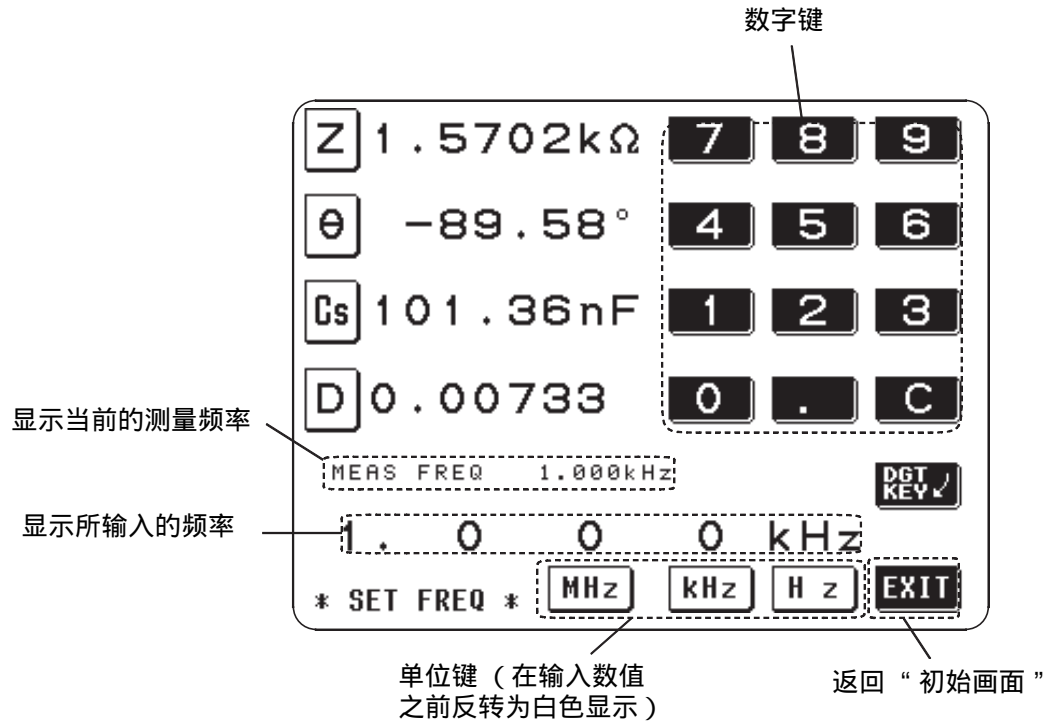 数字键
Z 1.5702kΩ 7 8 9
θ -89.58° 4 5 6
Cs 101.36nF 1 2 3
D 0.00733 0 . C
显示当前的测量频率
MEAS FREQ 1.000kHz
DGT
KEY
显示所输入的频率
1. 0 0 0 kHz
* SET FREQ * MHz kHz Hz EXIT
单位键（在输入数值
之前反转为白色显示）
返回“初始画面”